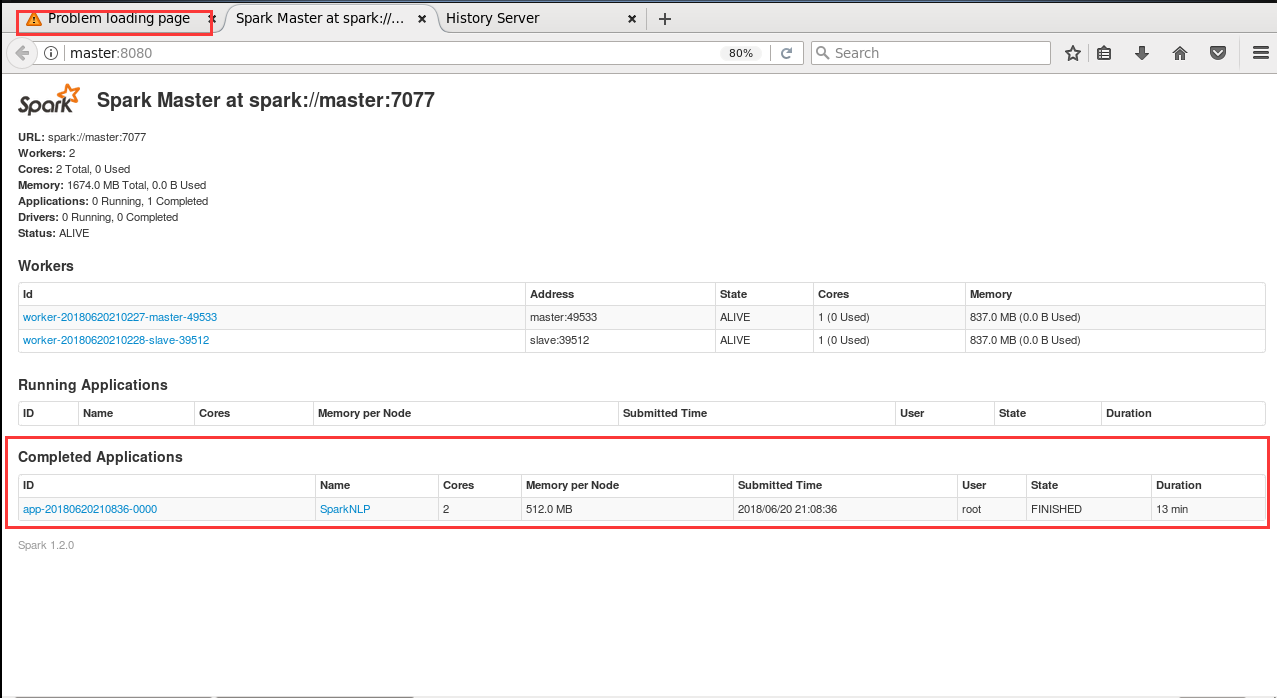 Problem loading page
Spark Master at spark://...
History Server
master:8080
80%
Search
Spark
Spark Master at spark://master:7077
URL: spark://master:7077
Workers: 2
Cores: 2 Total, 0 Used
Memory: 1674.0 MB Total, 0.0 B Used
Applications: 0 Running, 1 Completed
Drivers: 0 Running, 0 Completed
Status: ALIVE
Workers
Id Address State Cores Memory
worker-20180620210227-master-49533 master:49533 ALIVE 1 (0 Used) 837.0 MB (0.0 B Used)
worker-20180620210228-slave-39512 slave:39512 ALIVE 1 (0 Used) 837.0 MB (0.0 B Used)
Running Applications
ID Name Cores Memory per Node Submitted Time User State Duration
Completed Applications
ID Name Cores Memory per Node Submitted Time User State Duration
app-20180620210836-0000 SparkNLP 2 512.0 MB 2018/06/20 21:08:36 root FINISHED 13 min
Spark 1.2.0